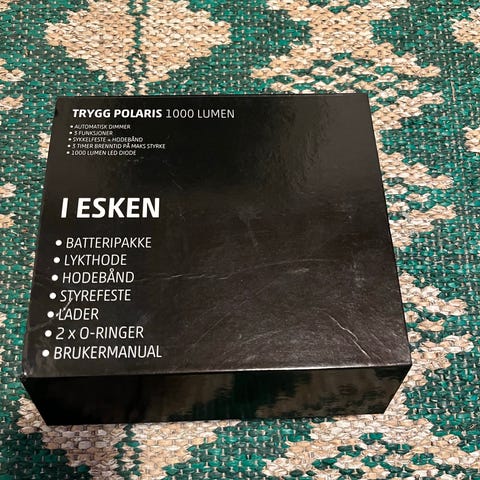 TRYGG POLARIS 1000 LUMEN
• AUTOMATISK DIMMER
• 3 FUNKSJONER
• SYKKELFESTE + HODEBÅND
• 3 TIMER BRENNTID PÅ MAKS STYRKE
• 1000 LUMEN LED DIODE
I ESKEN
• BATTERIPAKKE
• LYKTHODE
• HODEBÅND
• STYREFESTE
• LADER
• 2 x O-RINGER
• BRUKERMANUAL